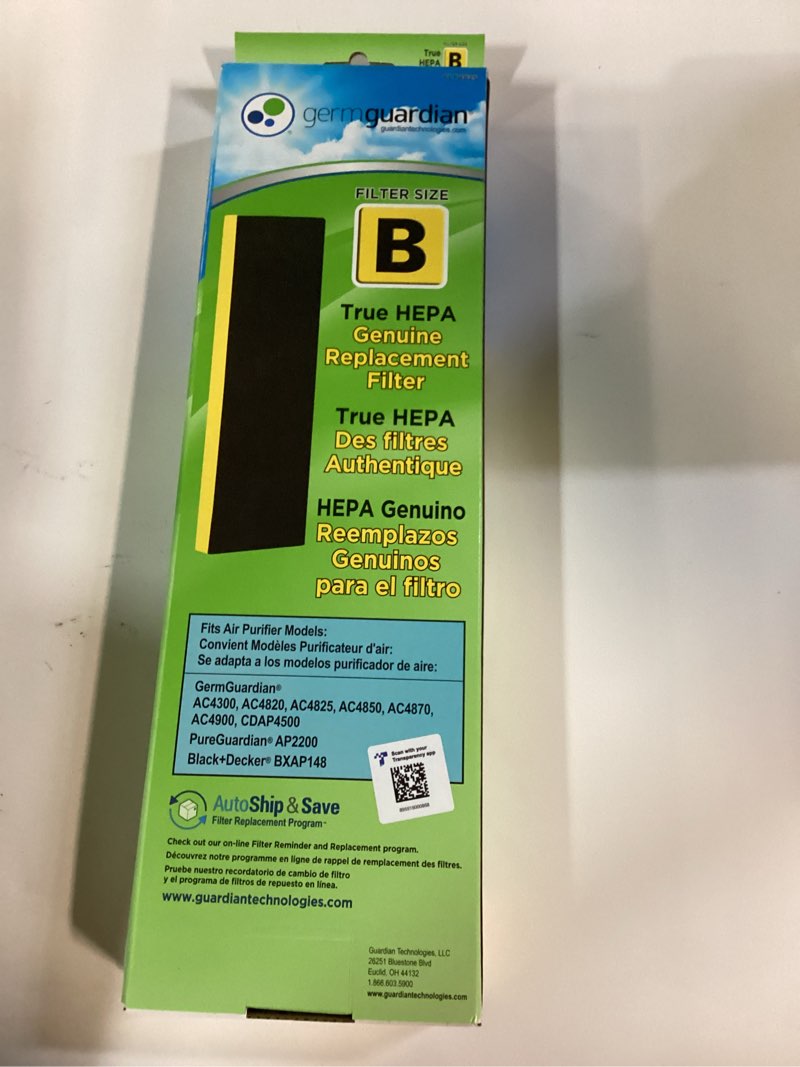 True
HEPA
B
germguardian
guardiantechnologies.com
FILTER SIZE
B
True HEPA
Genuine
Replacement
Filter
True HEPA
Des filtres
Authentique
HEPA Genuino
Reemplazos
Genuinos
para el filtro
Fits Air Purifier Models:
Convient Modèles Purificateur d'air:
Se adapta a los modelos purificador de aire:
GermGuardian®
AC4300, AC4820, AC4825, AC4850, AC4870,
AC4900, CDAP4500
PureGuardian® AP2200
Black+Decker® BXAP148
Scan with your
Transparency app
AutoShip & Save
Filter Replacement Program™
Check out our on-line Filter Reminder and Replacement program.
Découvrez notre programme en ligne de rappel de remplacement des filtres.
Pruebe nuestro recordatorio de cambio de filtro
y el programa de filtros de repuesto en línea.
www.guardiantechnologies.com
Guardian Technologies, LLC
26251 Bluestone Blvd
Euclid, OH 44132
1.866.603.5900
www.guardiantechnologies.com